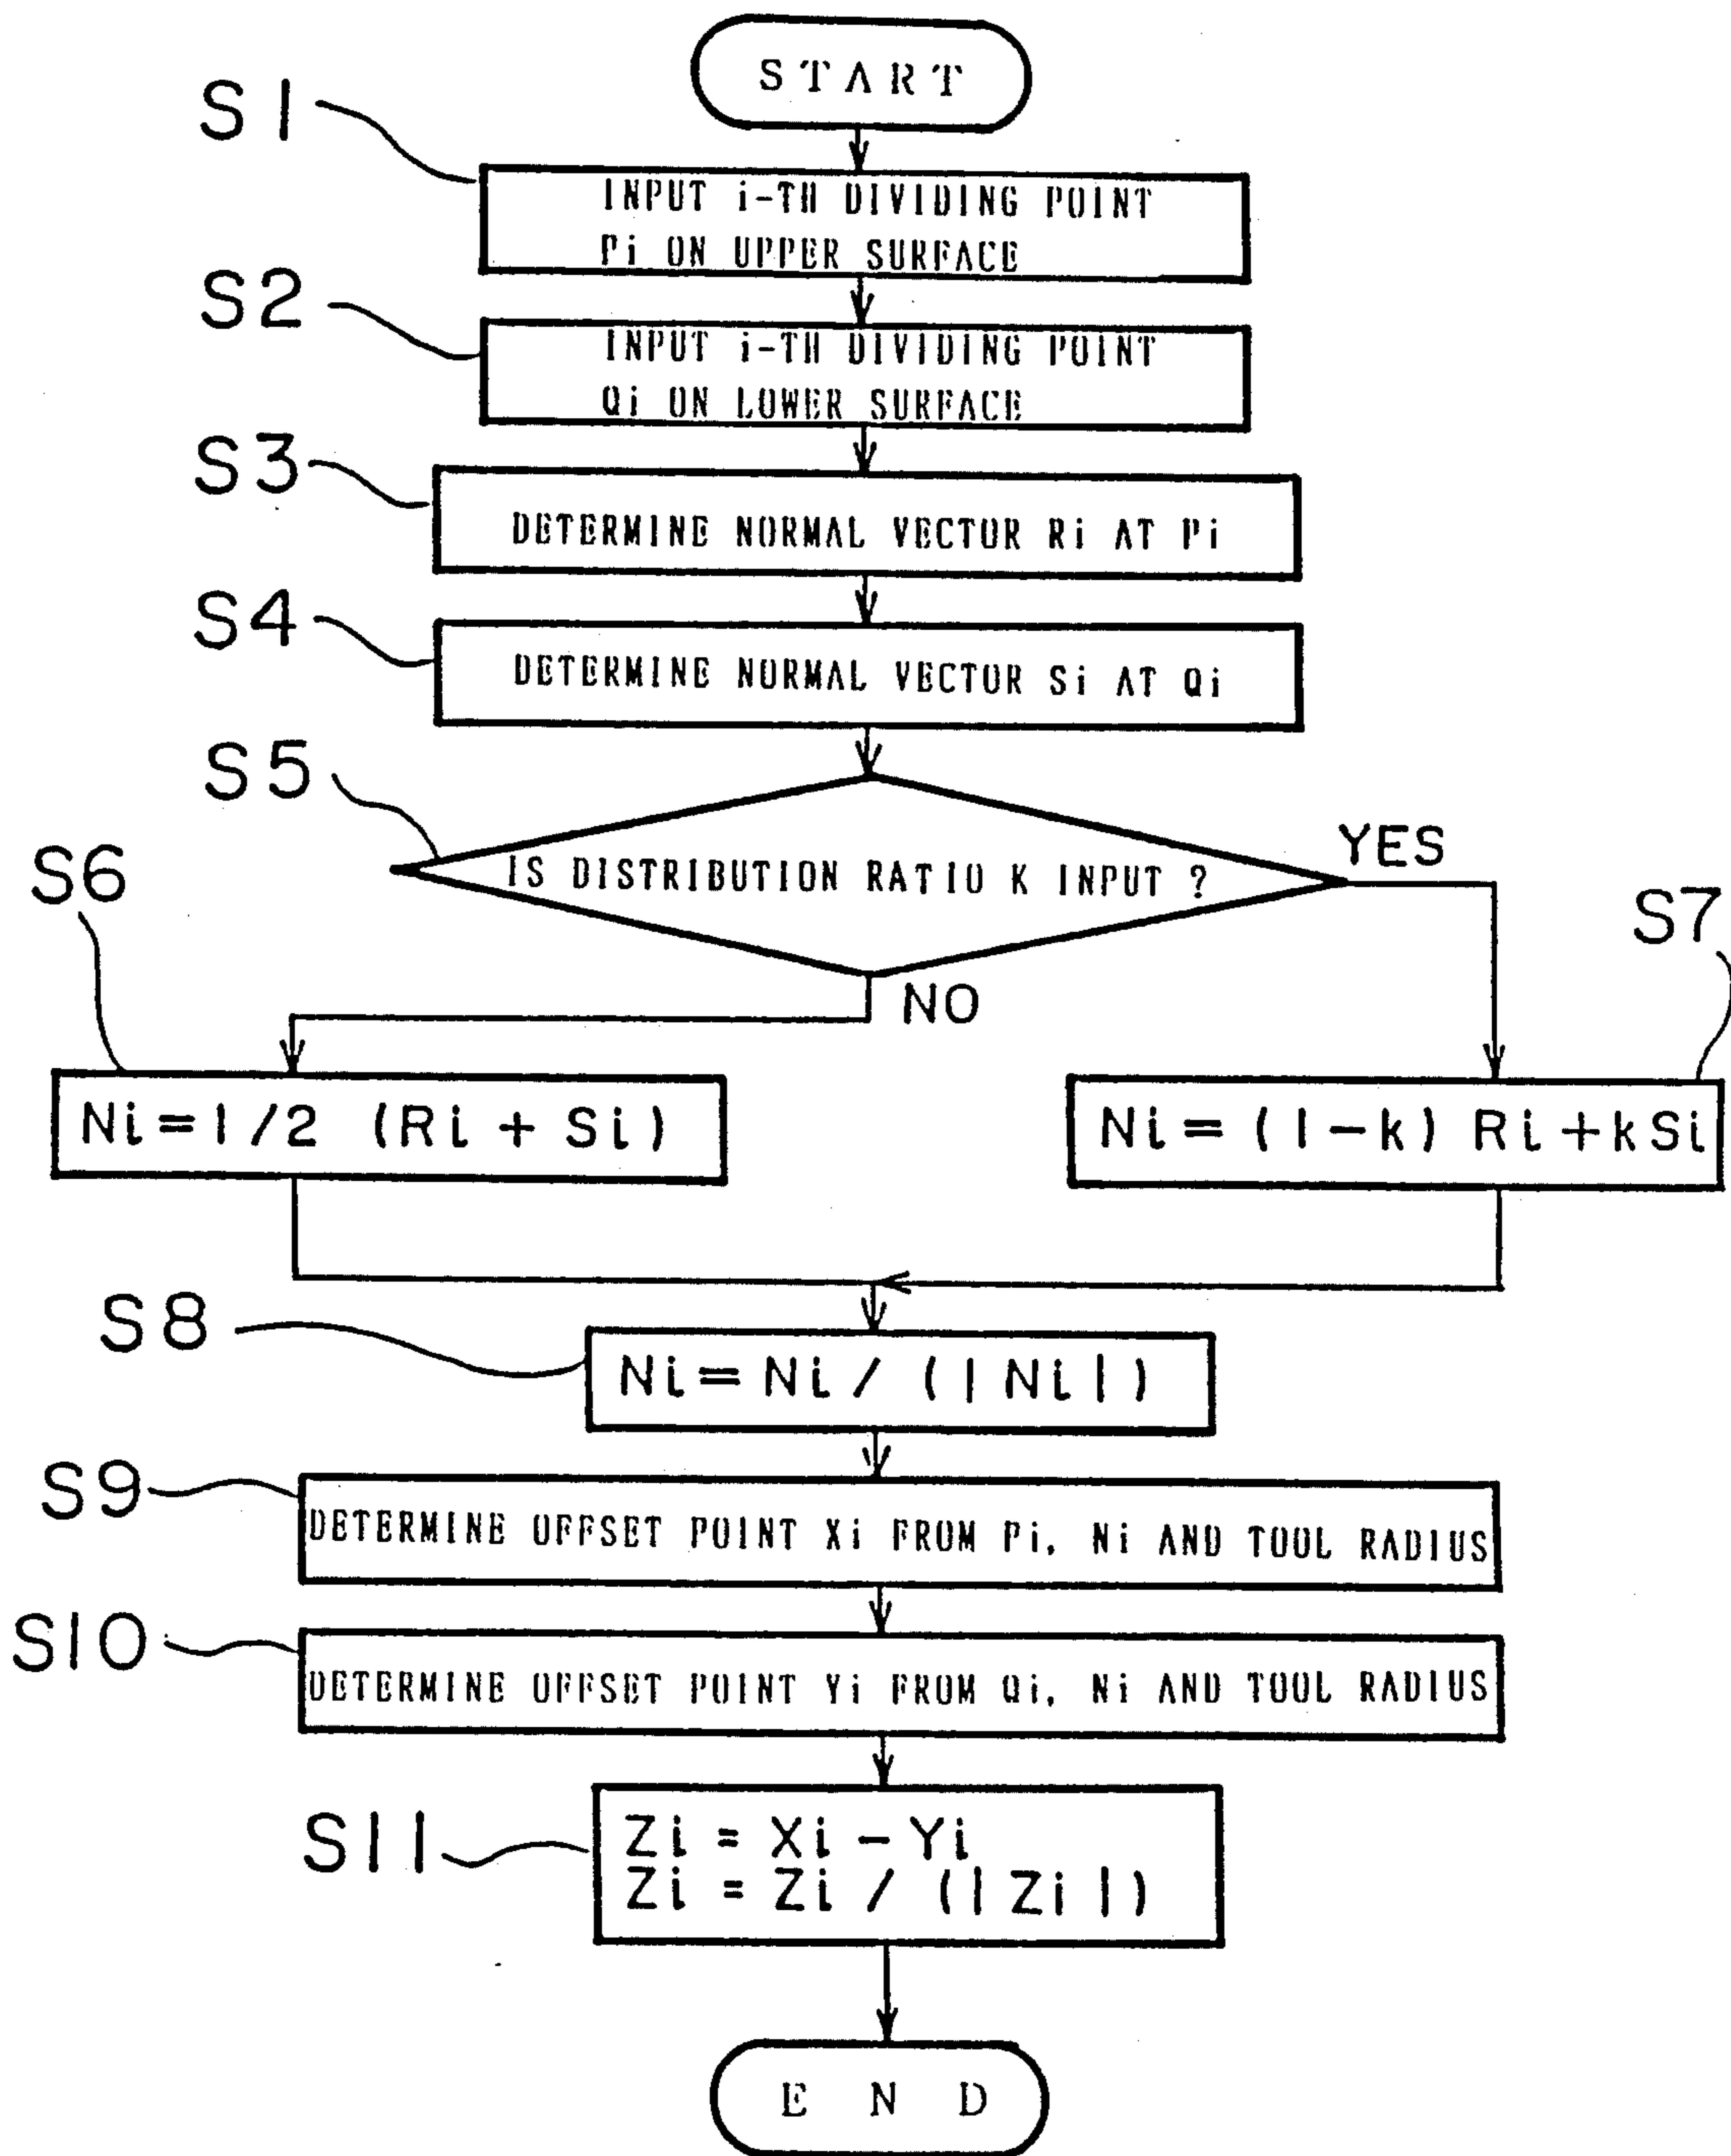 START
S1
INPUT i-TH DIVIDING POINT
Pi ON UPPER SURFACE
S2
INPUT i-TH DIVIDING POINT
Qi ON LOWER SURFACE
S3
DETERMINE NORMAL VECTOR Ri AT Pi
S4
DETERMINE NORMAL VECTOR Si AT Qi
S5
IS DISTRIBUTION RATIO K INPUT ?
YES
NO
S6
Ni=1/2 (Ri + Si)
S7
Ni=(1-k) Ri+kSi
S8
Ni=Ni / (|Ni|)
S9
DETERMINE OFFSET POINT Xi FROM Pi, Ni AND TOOL RADIUS
S10
DETERMINE OFFSET POINT Yi FROM Qi, Ni AND TOOL RADIUS
S11
Zi = Xi - Yi
Zi = Zi / (|Zi|)
END